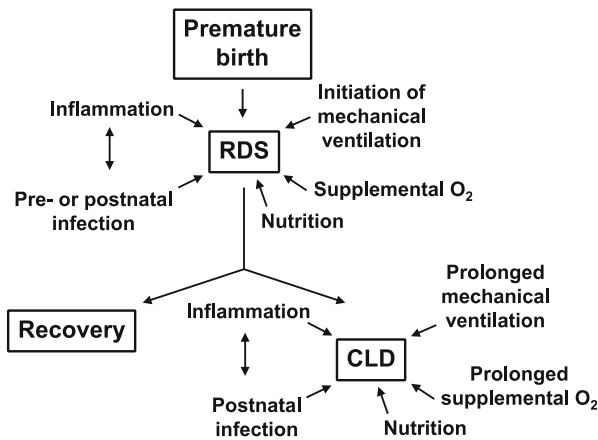 Premature
birth
Inflammation
Initiation of
mechanical
ventilation
RDS
Pre- or postnatal
infection
Supplemental O₂
Nutrition
Recovery
Inflammation
Prolonged
mechanical
ventilation
CLD
Postnatal
infection
Prolonged
supplemental O₂
Nutrition